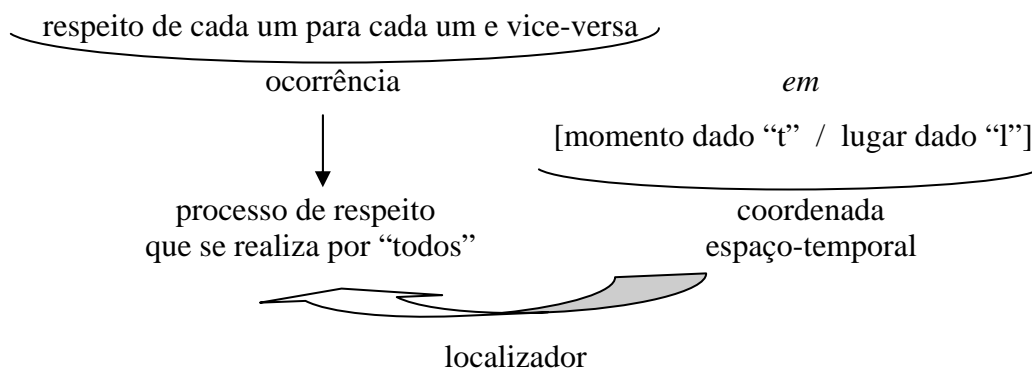 respeito de cada um para cada um e vice-versa
ocorrência
em
[momento dado “t” / lugar dado “l”]
processo de respeito
que se realiza por “todos”
coordenada
espaço-temporal
localizador